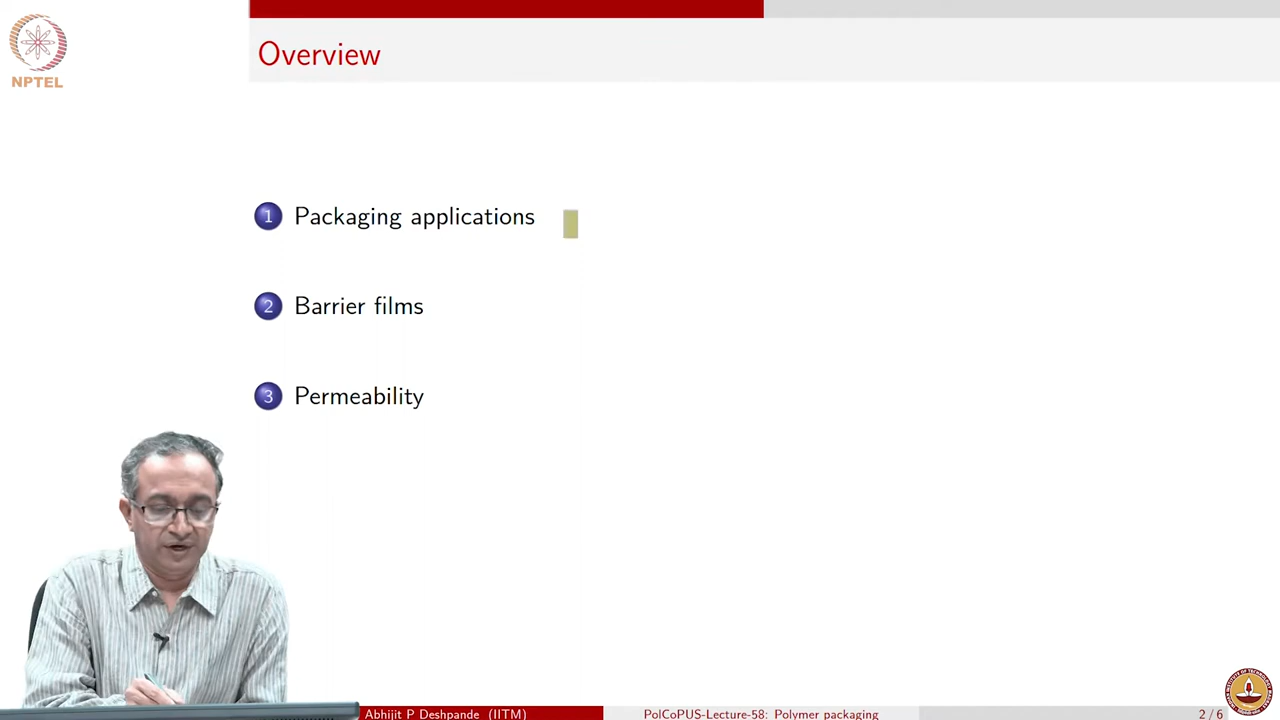 NPTEL
Overview
1 Packaging applications
2 Barrier films
3 Permeability
Abhijit P Deshpande (IITM)
PolCoPUS-Lecture-58: Polymer packaging
2 / 6